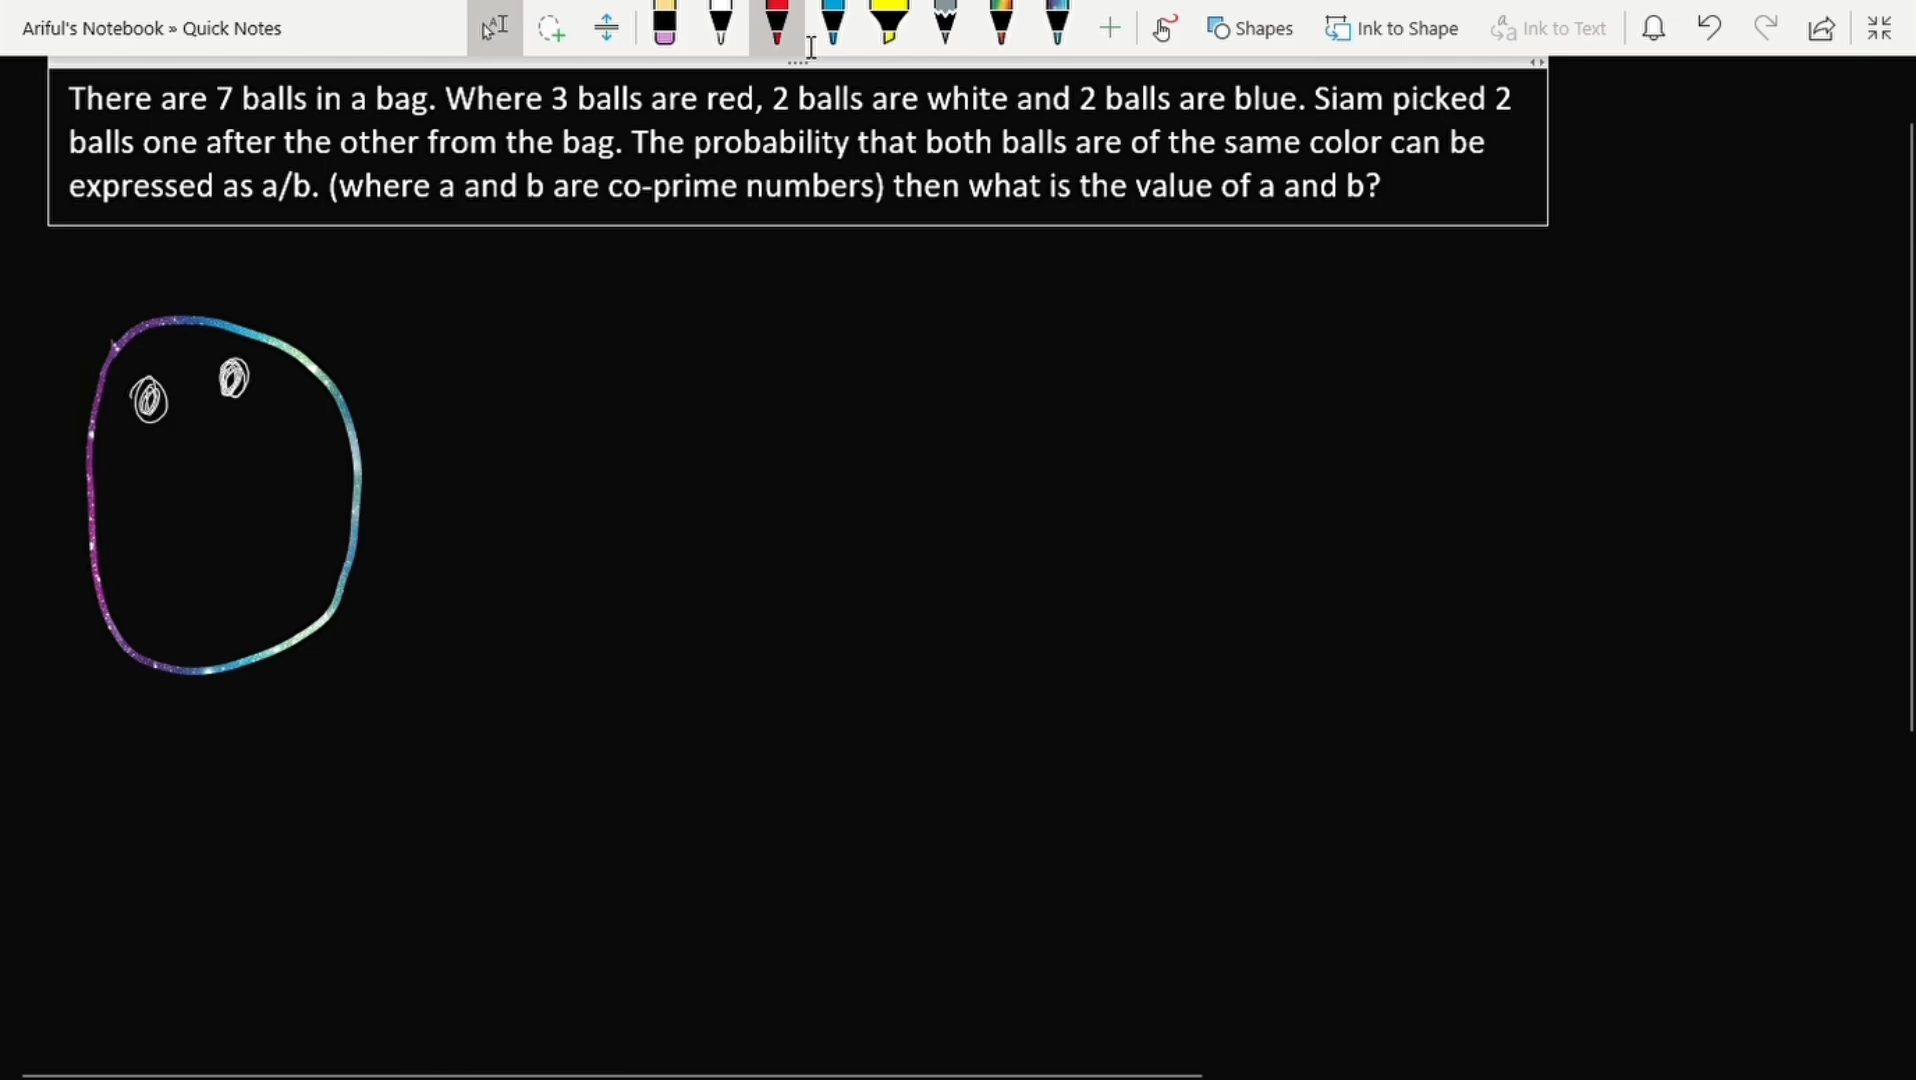 Ariful's Notebook » Quick Notes
Shapes
Ink to Shape
Ink to Text
There are 7 balls in a bag. Where 3 balls are red, 2 balls are white and 2 balls are blue. Siam picked 2
balls one after the other from the bag. The probability that both balls are of the same color can be
expressed as a/b. (where a and b are co-prime numbers) then what is the value of a and b?